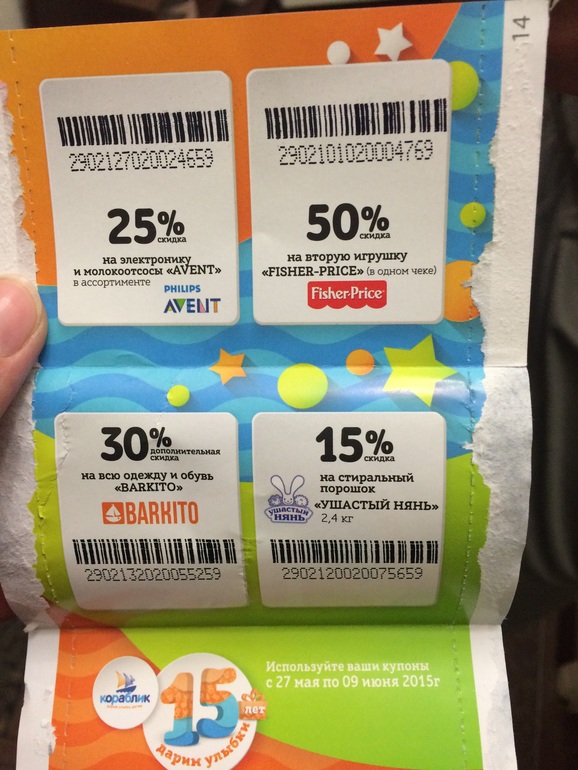 14
2902127020024659
25%
скидка
на электронику
и молокоотсосы «AVENT»
в ассортименте
PHILIPS
AVENT
2902101020004769
50%
скидка
на вторую игрушку
«FISHER-PRICE» (в одном чеке)
Fisher-Price
30%
дополнительная
скидка
на всю одежду и обувь
«BARKITO»
BARKITO
2902132020055259
15%
скидка
на стиральный
порошок
«УШАСТЫЙ НЯНЬ»
2,4 кг
ушастый
нянь
2902120020075659
кораблик
15
лет
дарим улыбки
Используйте ваши купоны
с 27 мая по 09 июня 2015г